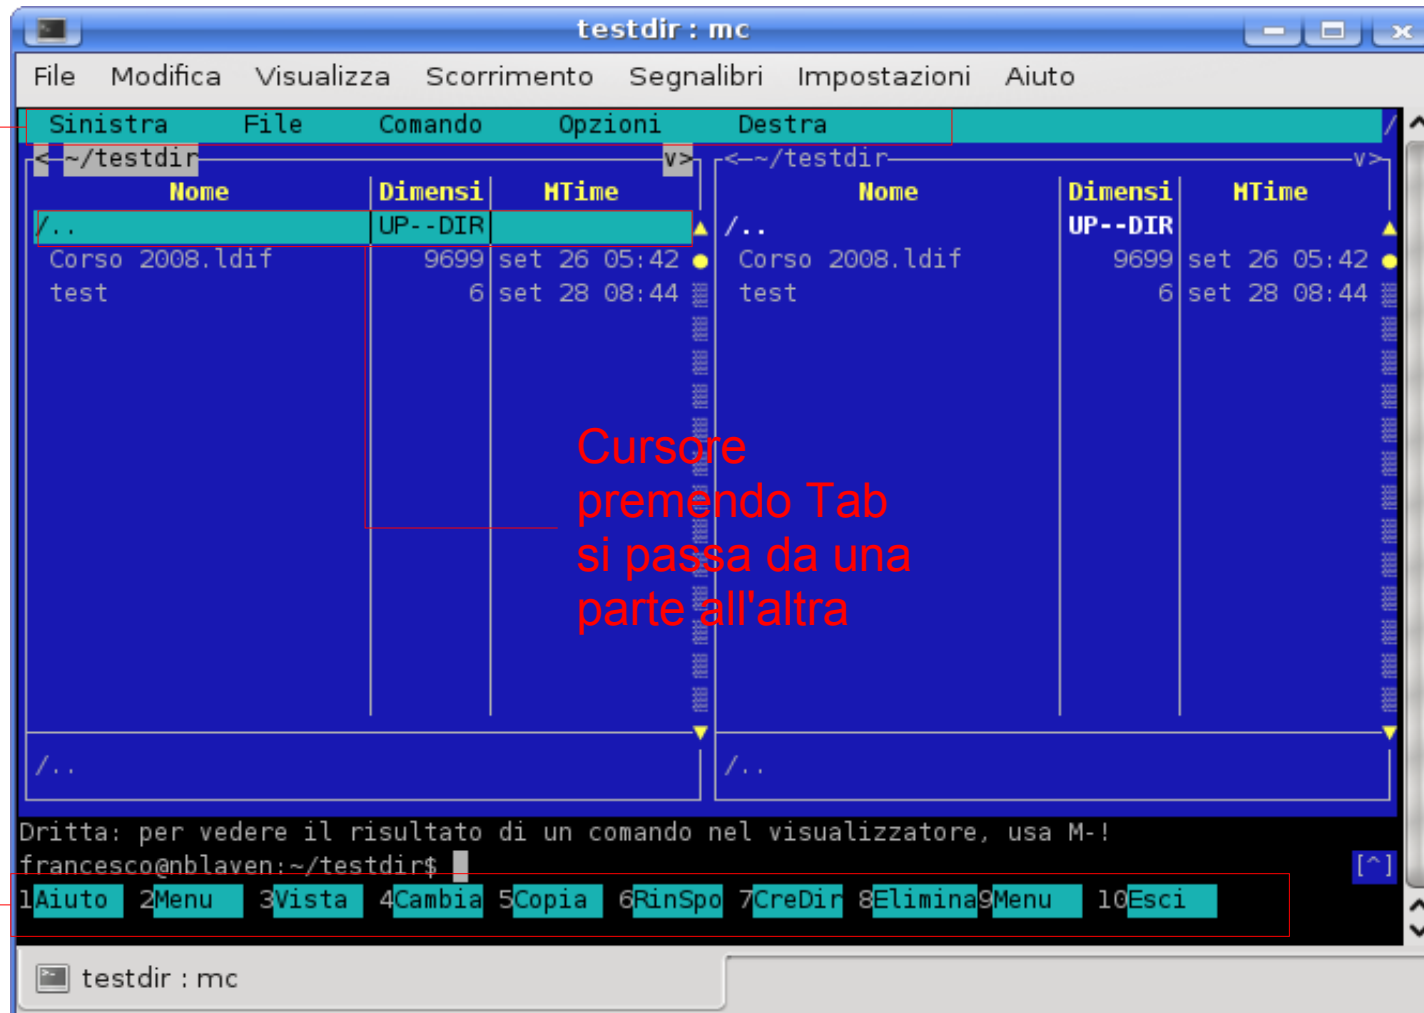 testdir : mc
File Modifica Visualizza Scorrimento Segnalibri Impostazioni Aiuto
Sinistra File Comando Opzioni Destra /
<-~/testdir v> <-~/testdir v>
Nome Dimensi MTime Nome Dimensi MTime
/.. UP--DIR /.. UP--DIR
Corso 2008.ldif 9699 set 26 05:42 Corso 2008.ldif 9699 set 26 05:42
test 6 set 28 08:44 test 6 set 28 08:44
Cursore
premendo Tab
si passa da una
parte all'altra
/.. /..
Dritta: per vedere il risultato di un comando nel visualizzatore, usa M-!
francesco@nblaven:~/testdir$ [^]
1Aiuto 2Menu 3Vista 4Cambia 5Copia 6RinSpo 7CreDir 8Elimina9Menu 10Esci
testdir : mc